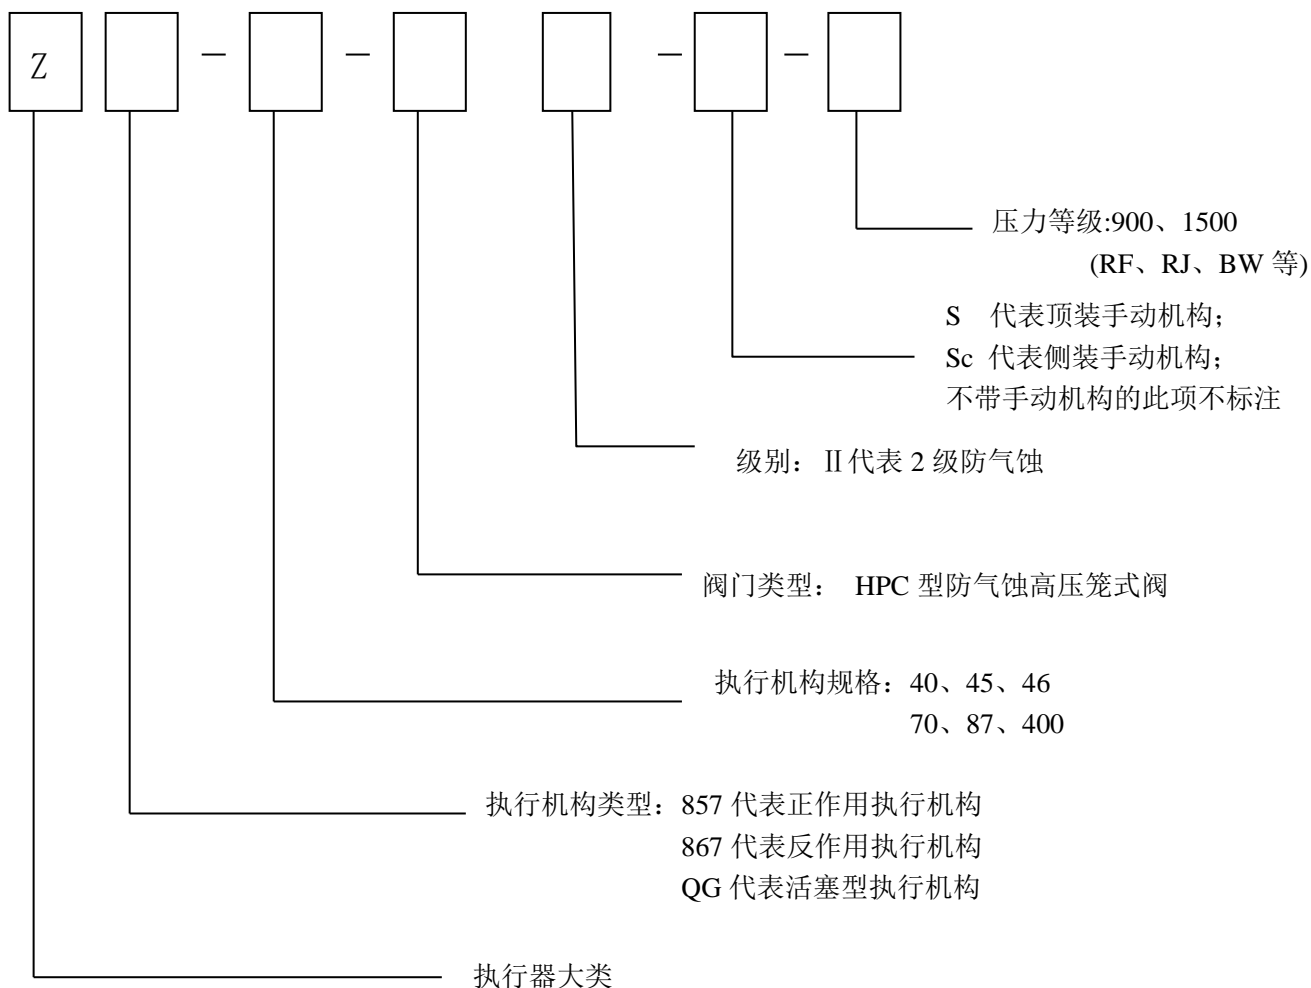 Z — — — —
压力等级:900、1500
(RF、RJ、BW 等)
S 代表顶装手动机构；
Sc 代表侧装手动机构；
不带手动机构的此项不标注
级别：Ⅱ代表 2 级防气蚀
阀门类型： HPC 型防气蚀高压笼式阀
执行机构规格：40、45、46
70、87、400
执行机构类型：857 代表正作用执行机构
867 代表反作用执行机构
QG 代表活塞型执行机构
执行器大类